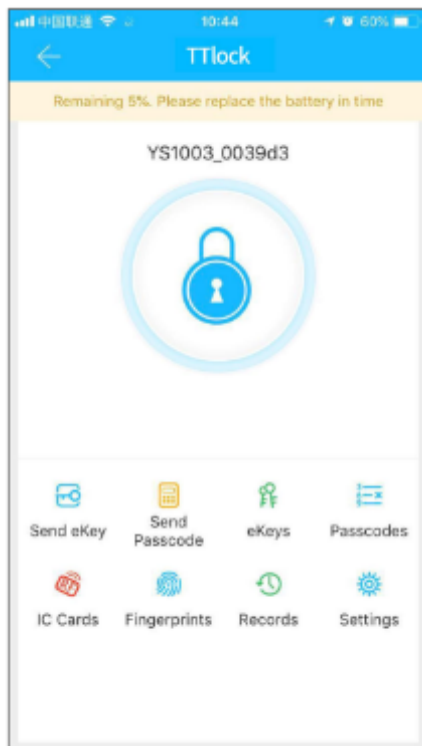 中国联通
10:44
60%
TTlock
Remaining 5%. Please replace the battery in time
YS1003_0039d3
Send eKey
Send
Passcode
eKeys
Passcodes
IC Cards
Fingerprints
Records
Settings